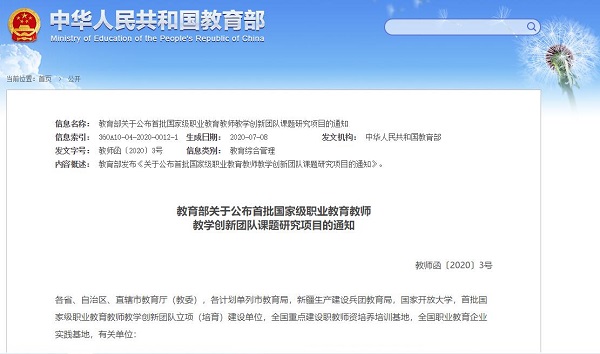 中华人民共和国教育部
Ministry of Education of the People's Republic of China
当前位置：首页 > 公开
信息名称： 教育部关于公布首批国家级职业教育教师教学创新团队课题研究项目的通知
信息索引： 360A10-04-2020-0012-1 生成日期： 2020-07-08 发文机构： 中华人民共和国教育部
发文字号： 教师函〔2020〕3号 信息类别： 教育综合管理
内容概述： 教育部发布《关于公布首批国家级职业教育教师教学创新团队课题研究项目的通知》。
教育部关于公布首批国家级职业教育教师
教学创新团队课题研究项目的通知
教师函〔2020〕3号
各省、自治区、直辖市教育厅（教委），各计划单列市教育局，新疆生产建设兵团教育局，国家开放大学，首批国
家级职业教育教师教学创新团队立项（培育）建设单位，全国重点建设职教师资培养培训基地，全国职业教育企业
实践基地，有关单位：